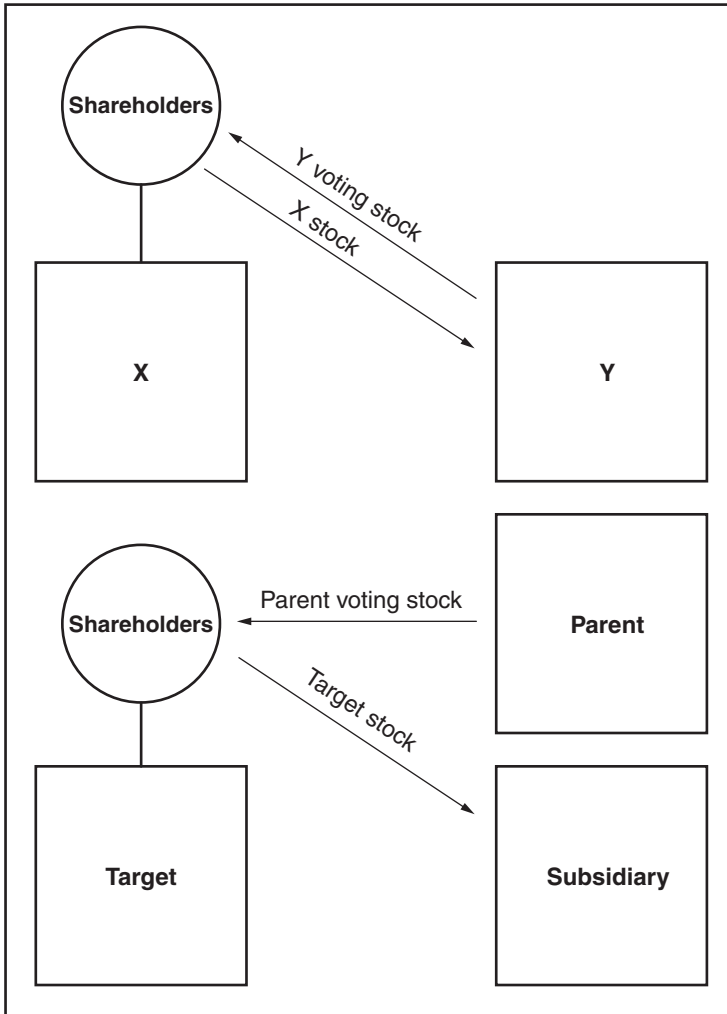 Shareholders
Y voting stock
X stock
X
Y
Shareholders
Parent voting stock
Parent
Target stock
Target
Subsidiary